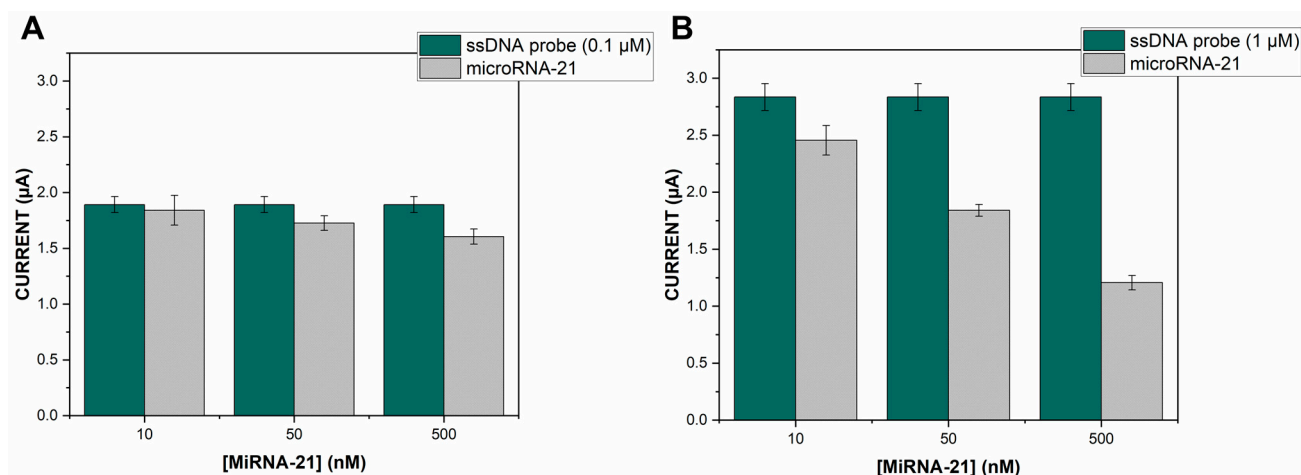 A
ssDNA probe (0.1 µM)
microRNA-21
3.0
2.5
2.0
1.5
1.0
0.5
0.0
CURRENT (µA)
10 50 500
[MiRNA-21] (nM)
B
ssDNA probe (1 µM)
microRNA-21
3.0
2.5
2.0
1.5
1.0
0.5
0.0
CURRENT (µA)
10 50 500
[MiRNA-21] (nM)